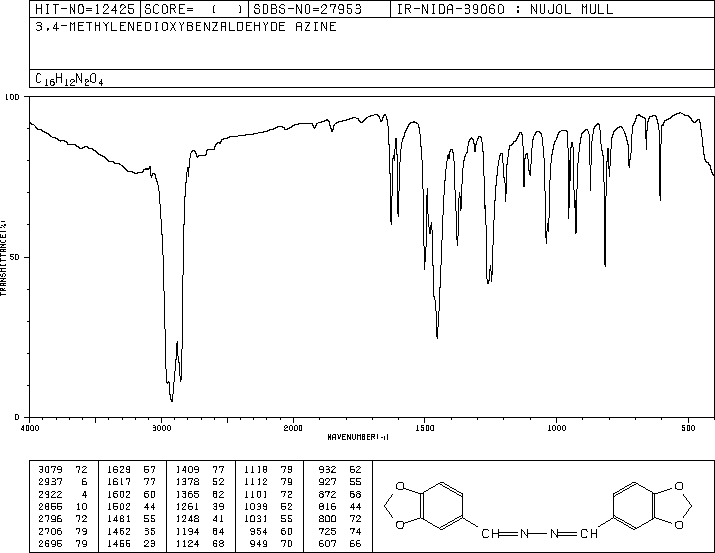 HIT-NO=12425 SCORE= ( ) SDBS-NO=27953 IR-NIDA-39060 : NUJOL MULL
3,4-METHYLENEDIOXYBENZALDEHYDE AZINE
C16H12N2O4
100
50
0
TRANSMITTANCE(%)
4000 3000 2000 1500 1000 500
WAVENUMBER(-1)
3079 72 1629 57 1409 77 1118 79 932 62
2937 6 1617 77 1378 52 1112 79 927 55
2922 4 1602 60 1365 62 1101 72 872 68
2855 10 1502 44 1261 39 1039 52 816 44
2796 72 1481 55 1248 41 1031 55 800 72
2706 79 1462 35 1194 64 954 60 725 74
2695 79 1455 23 1124 68 949 70 607 66
O
O
CH=N-N=CH
O
O